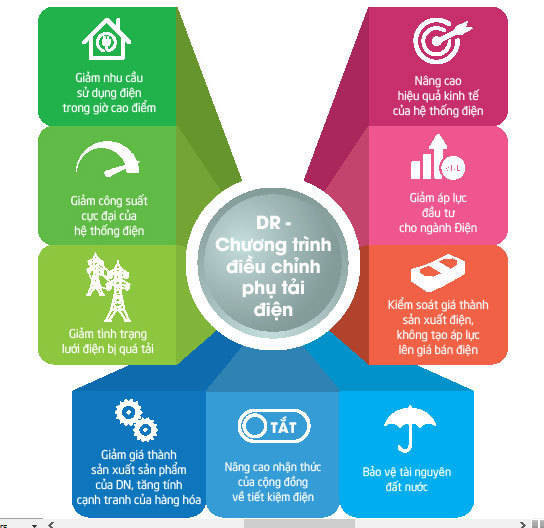 Giảm nhu cầu
sử dụng điện
trong giờ cao điểm
Nâng cao
hiệu quả kinh tế
của hệ thống điện
Giảm công suất
cực đại của
hệ thống điện
Giảm áp lực
đầu tư
cho ngành Điện
DR -
Chương trình
điều chỉnh
phụ tải
điện
Giảm tình trạng
lưới điện bị quá tải
Kiểm soát giá thành
sản xuất điện,
không tạo áp lực
lên giá bán điện
TẮT
Giảm giá thành
sản xuất sản phẩm
của DN, tăng tính
cạnh tranh của hàng hóa
Nâng cao nhận thức
của cộng đồng
về tiết kiệm điện
Bảo vệ tài nguyên
đất nước